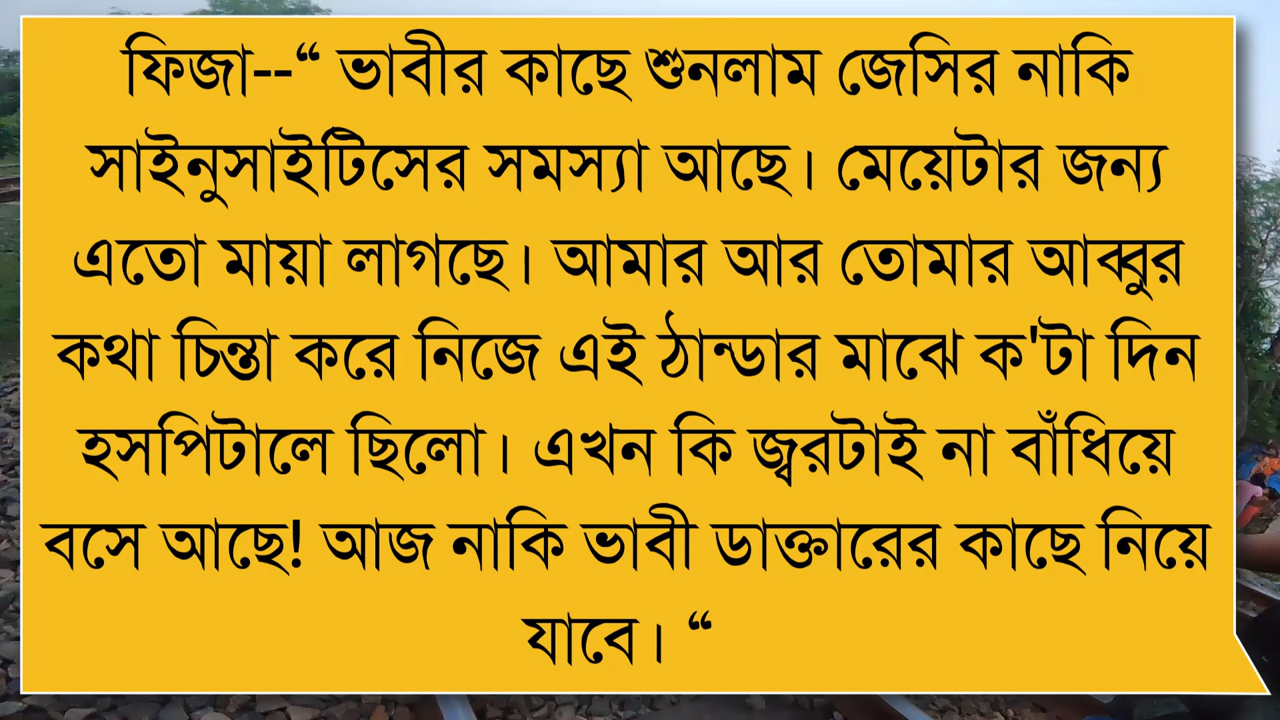 ফিজা--“ ভাবীর কাছে শুনলাম জেসির নাকি
সাইনুসাইটিসের সমস্যা আছে। মেয়েটার জন্য
এতো মায়া লাগছে। আমার আর তোমার আব্বুর
কথা চিন্তা করে নিজে এই ঠান্ডার মাঝে ক'টা দিন
হসপিটালে ছিলো। এখন কি জ্বরটাই না বাঁধিয়ে
বসে আছে! আজ নাকি ভাবী ডাক্তারের কাছে নিয়ে
যাবে। “